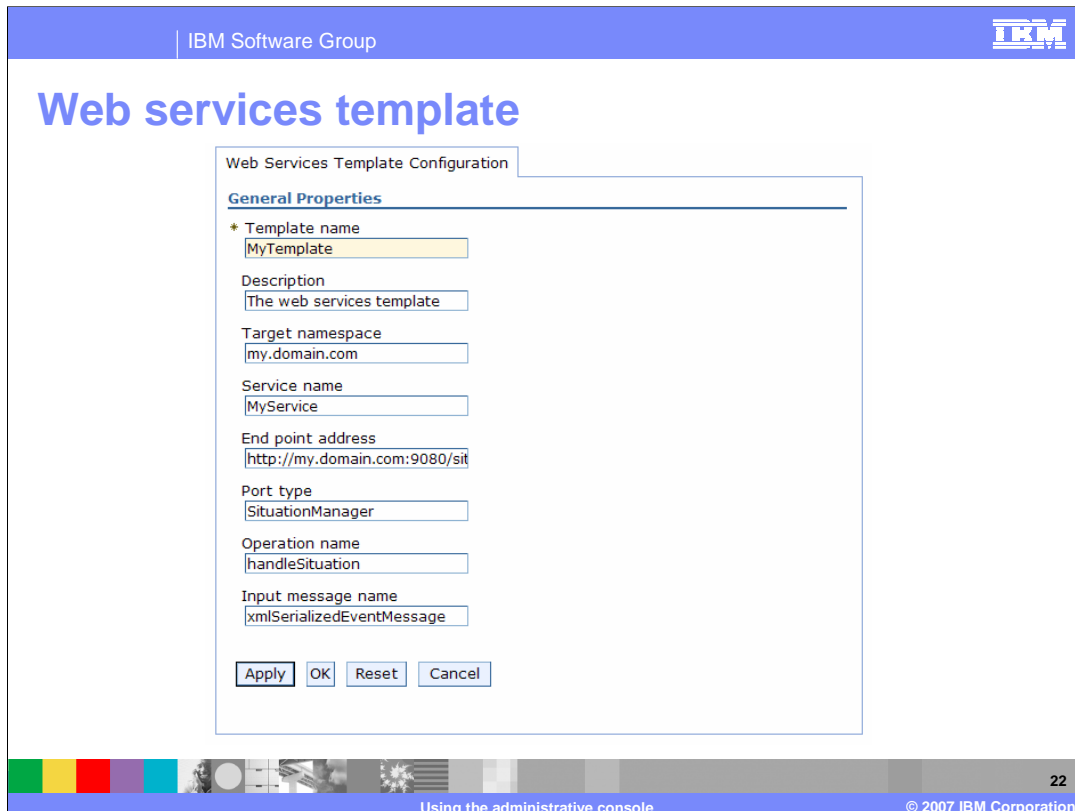 IBM Software Group
IBM
Web services template
Web Services Template Configuration
General Properties
* Template name
MyTemplate
Description
The web services template
Target namespace
my.domain.com
Service name
MyService
End point address
http://my.domain.com:9080/sit
Port type
SituationManager
Operation name
handleSituation
Input message name
xmlSerializedEventMessage
Apply OK Reset Cancel
22
Using the administrative console © 2007 IBM Corporation